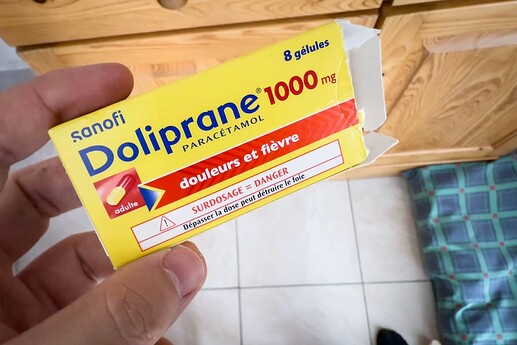 8 gélules
sanofi
Doliprane® 1000 mg
PARACÉTAMOL
douleurs et fièvre
adulte
SURDOSAGE = DANGER
Dépasser la dose peut détruire le foie